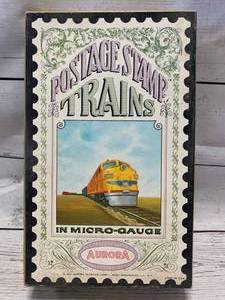 POSTAGE STAMP
TRAINS
IN MICRO-GAUGE
AURORA